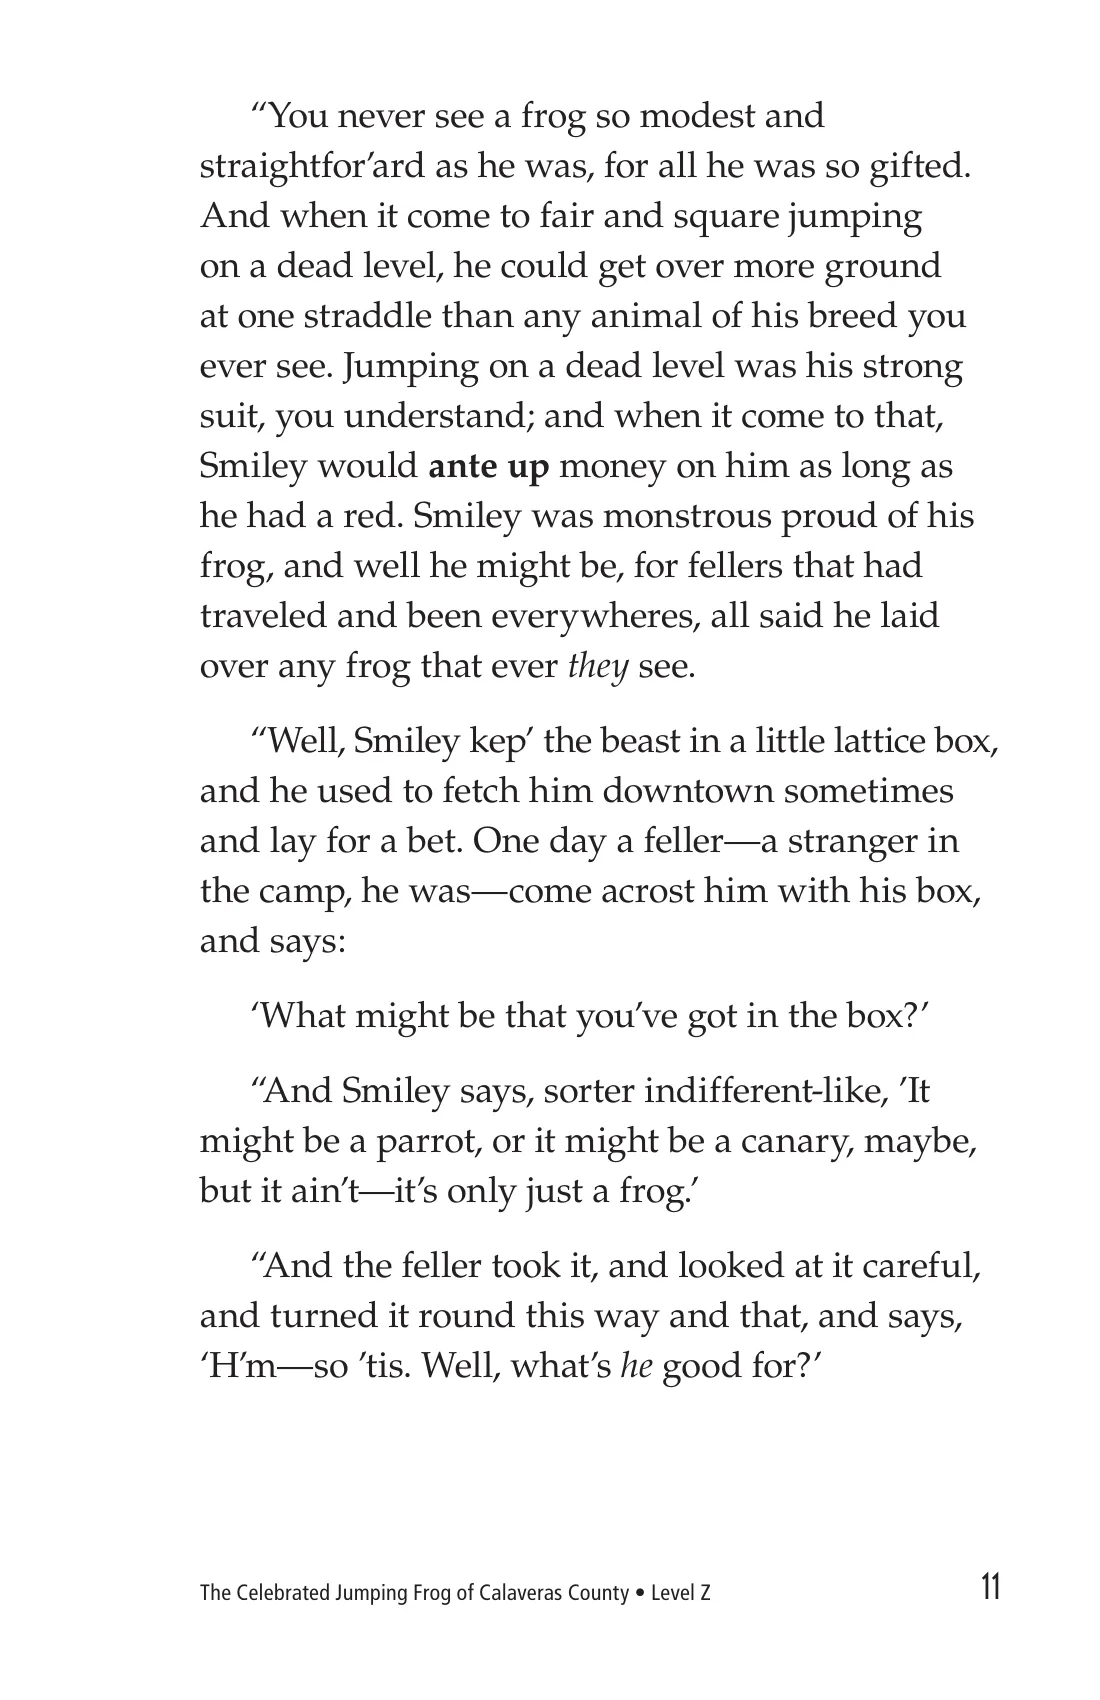 “You never see a frog so modest and
straightfor’ard as he was, for all he was so gifted.
And when it come to fair and square jumping
on a dead level, he could get over more ground
at one straddle than any animal of his breed you
ever see. Jumping on a dead level was his strong
suit, you understand; and when it come to that,
Smiley would ante up money on him as long as
he had a red. Smiley was monstrous proud of his
frog, and well he might be, for fellers that had
traveled and been everywheres, all said he laid
over any frog that ever they see.
“Well, Smiley kep’ the beast in a little lattice box,
and he used to fetch him downtown sometimes
and lay for a bet. One day a feller—a stranger in
the camp, he was—come acrost him with his box,
and says:
‘What might be that you’ve got in the box?’
“And Smiley says, sorter indifferent-like, ’It
might be a parrot, or it might be a canary, maybe,
but it ain’t—it’s only just a frog.’
“And the feller took it, and looked at it careful,
and turned it round this way and that, and says,
‘H’m—so ’tis. Well, what’s he good for?’
The Celebrated Jumping Frog of Calaveras County • Level Z
11